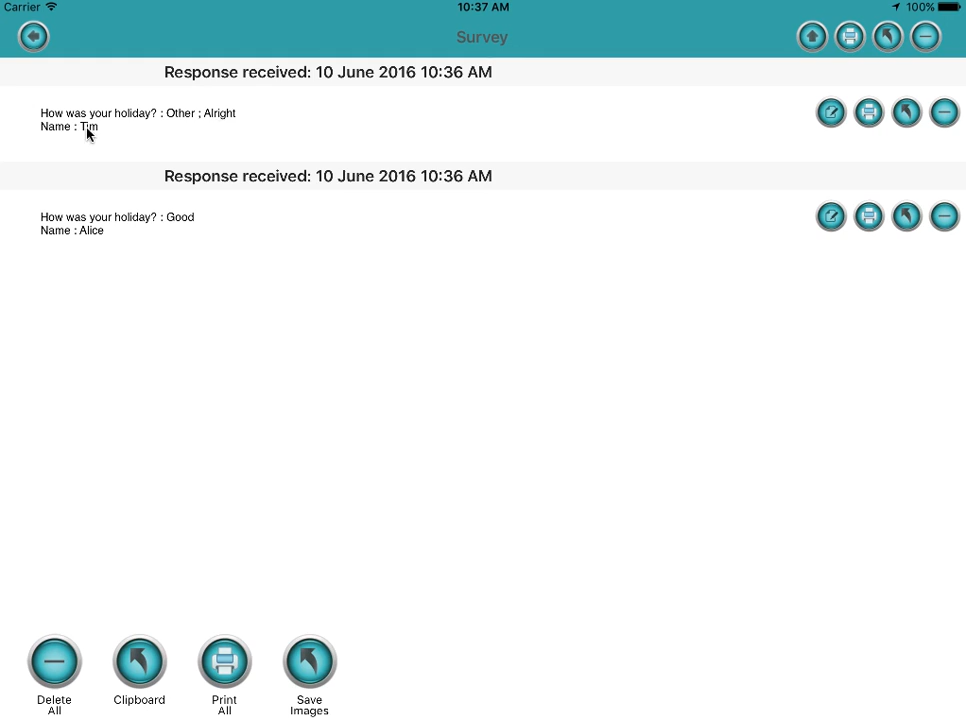 Carrier 10:37 AM 100%
Survey
Response received: 10 June 2016 10:36 AM
How was your holiday? : Other ; Alright
Name : Tim
Response received: 10 June 2016 10:36 AM
How was your holiday? : Good
Name : Alice
Delete All
Clipboard
Print All
Save Images